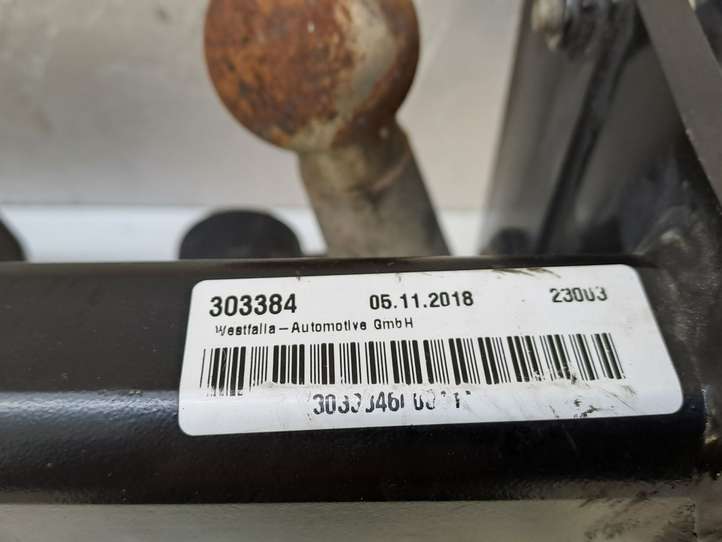 303384 05.11.2018 23003
Westfalia-Automotive GmbH